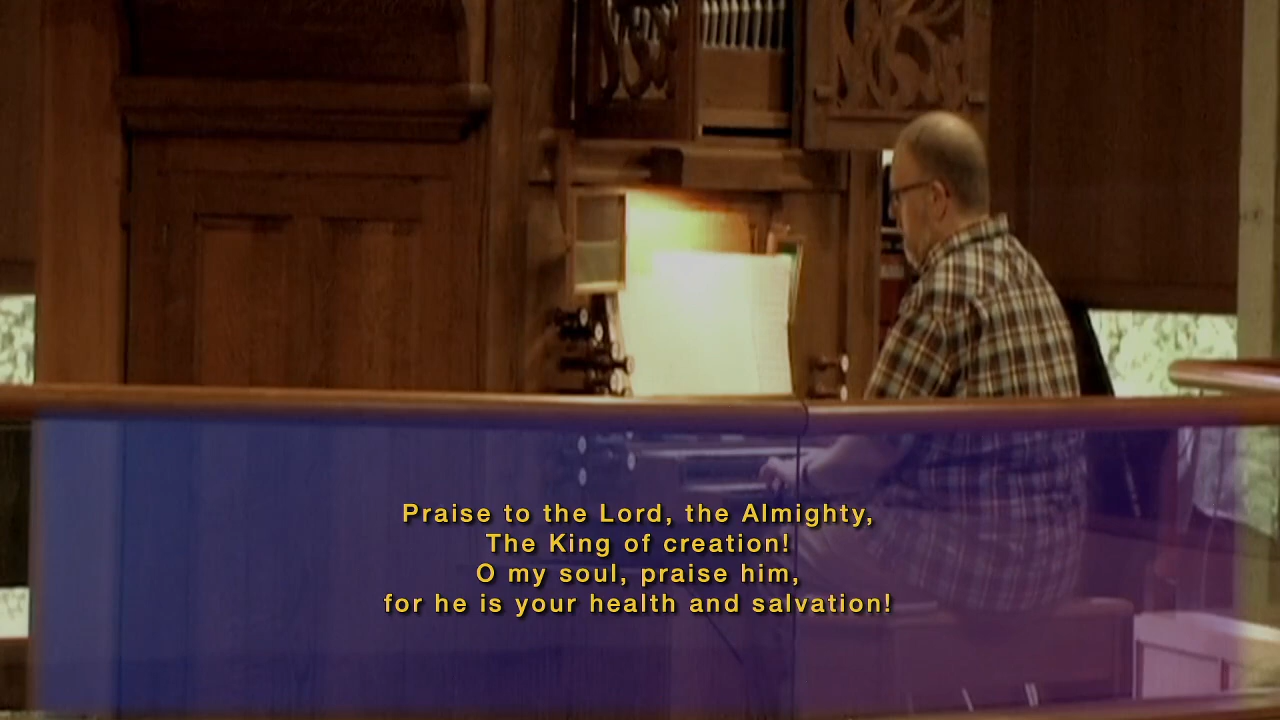 Praise to the Lord, the Almighty,
The King of creation!
O my soul, praise him,
for he is your health and salvation!